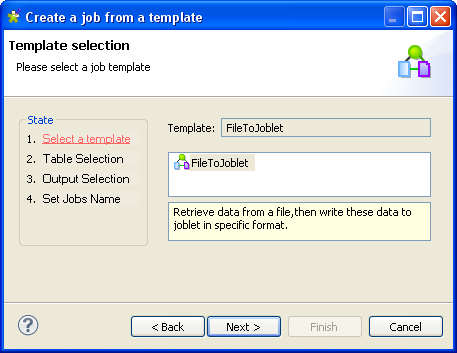 Create a job from a template
Template selection
Please select a job template
State
1. Select a template
2. Table Selection
3. Output Selection
4. Set Jobs Name
Template: FileToJoblet
FileToJoblet
Retrieve data from a file,then write these data to
joblet in specific format.
?
< Back
Next >
Finish
Cancel